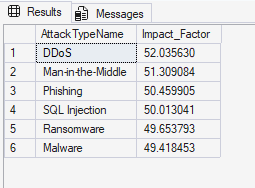 Results Messages
AttackTypeName Impact_Factor
1 DDoS 52.035630
2 Man-in-the-Middle 51.309084
3 Phishing 50.459905
4 SQL Injection 50.013041
5 Ransomware 49.653793
6 Malware 49.418453